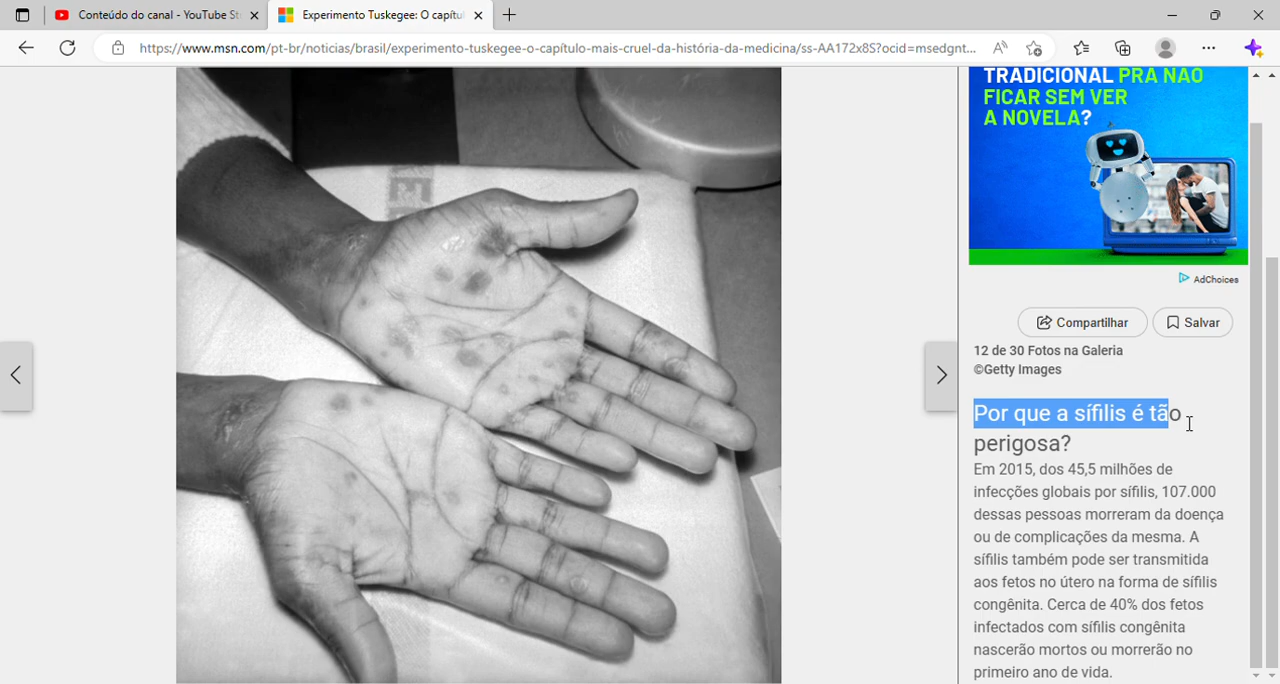 Conteúdo do canal - YouTube St
Experimento Tuskegee: O capítu
https://www.msn.com/pt-br/noticias/brasil/experimento-tuskegee-o-capítulo-mais-cruel-da-história-da-medicina/ss-AA172x8S?ocid=msedgnt...
TRADICIONAL PRA NÃO
FICAR SEM VER
A NOVELA?
AdChoices
Compartilhar
Salvar
12 de 30 Fotos na Galeria
©Getty Images
Por que a sífilis é tão
perigosa?
Em 2015, dos 45,5 milhões de
infecções globais por sífilis, 107.000
dessas pessoas morreram da doença
ou de complicações da mesma. A
sífilis também pode ser transmitida
aos fetos no útero na forma de sífilis
congênita. Cerca de 40% dos fetos
infectados com sífilis congênita
nascerão mortos ou morrerão no
primeiro ano de vida.